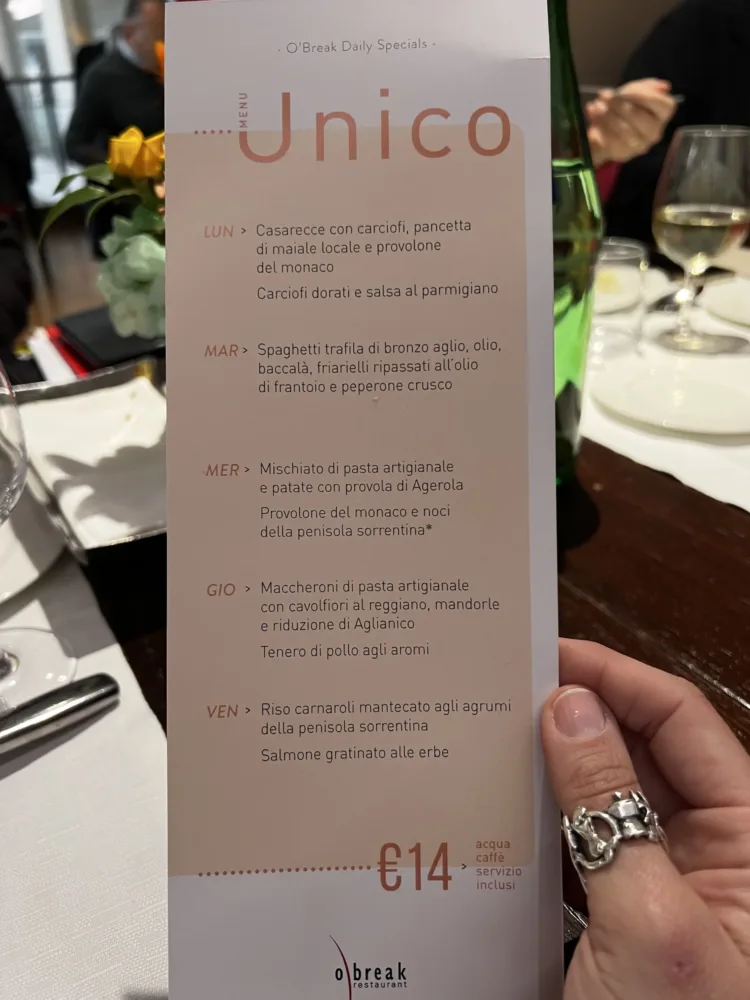 · O'Break Daily Specials ·
MENU
Unico
LUN > Casarecce con carciofi, pancetta
di maiale locale e provolone
del monaco
Carciofi dorati e salsa al parmigiano
MAR > Spaghetti trafila di bronzo aglio, olio,
baccalà, friarielli ripassati all'olio
di frantoio e peperone crusco
MER > Mischiato di pasta artigianale
e patate con provola di Agerola
Provolone del monaco e noci
della penisola sorrentina*
GIO > Maccheroni di pasta artigianale
con cavolfiori al reggiano, mandorle
e riduzione di Aglianico
Tenero di pollo agli aromi
VEN > Riso carnaroli mantecato agli agrumi
della penisola sorrentina
Salmone gratinato alle erbe
€14 >
acqua
caffè
servizio
inclusi
o break
restaurant